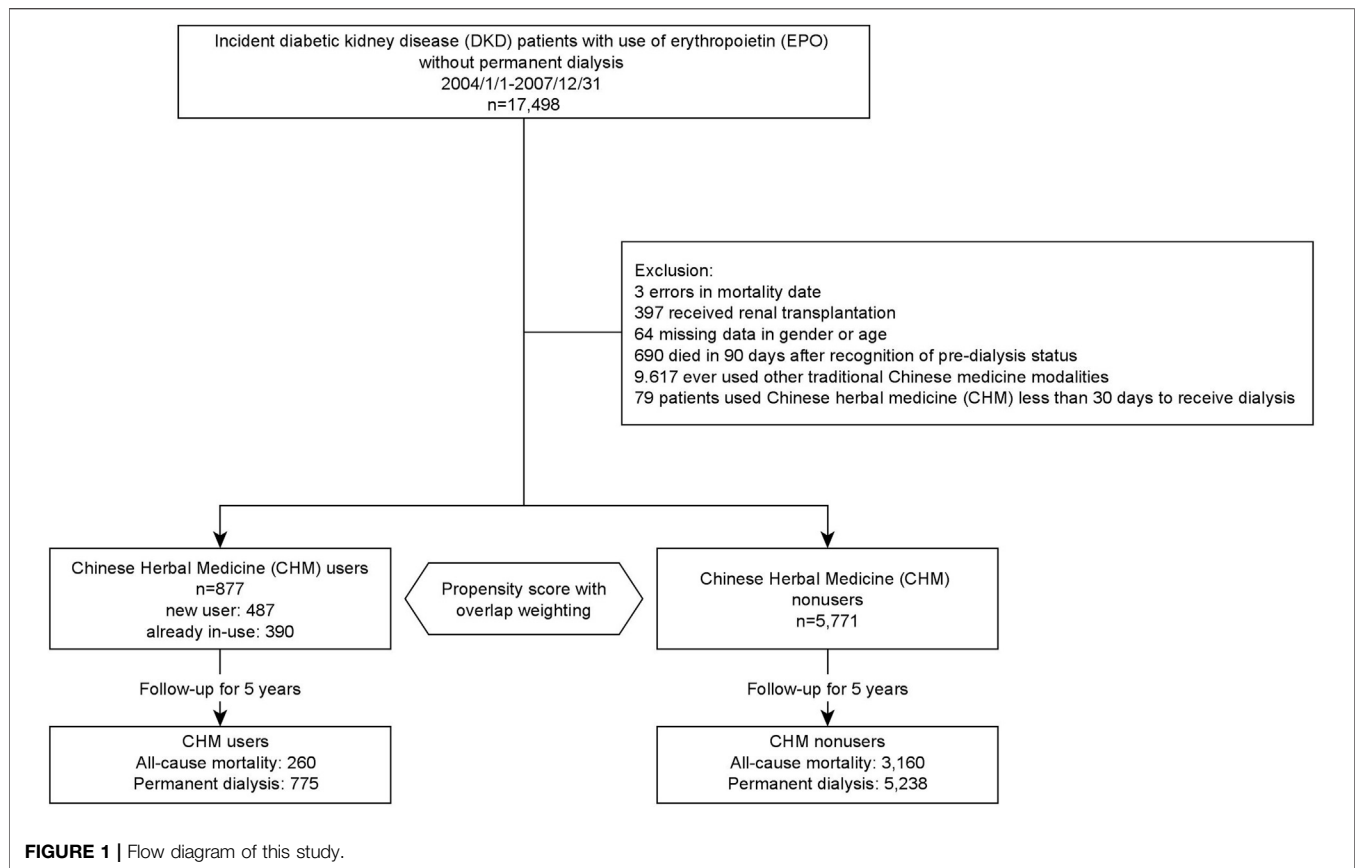 Incident diabetic kidney disease (DKD) patients with use of erythropoietin (EPO)
without permanent dialysis
2004/1/1-2007/12/31
n=17,498
Exclusion:
3 errors in mortality date
397 received renal transplantation
64 missing data in gender or age
690 died in 90 days after recognition of pre-dialysis status
9.617 ever used other traditional Chinese medicine modalities
79 patients used Chinese herbal medicine (CHM) less than 30 days to receive dialysis
Chinese Herbal Medicine (CHM) users
n=877
new user: 487
already in-use: 390
Propensity score with
overlap weighting
Chinese Herbal Medicine (CHM)
nonusers
n=5,771
Follow-up for 5 years
Follow-up for 5 years
CHM users
All-cause mortality: 260
Permanent dialysis: 775
CHM nonusers
All-cause mortality: 3,160
Permanent dialysis: 5,238
FIGURE 1 | Flow diagram of this study.